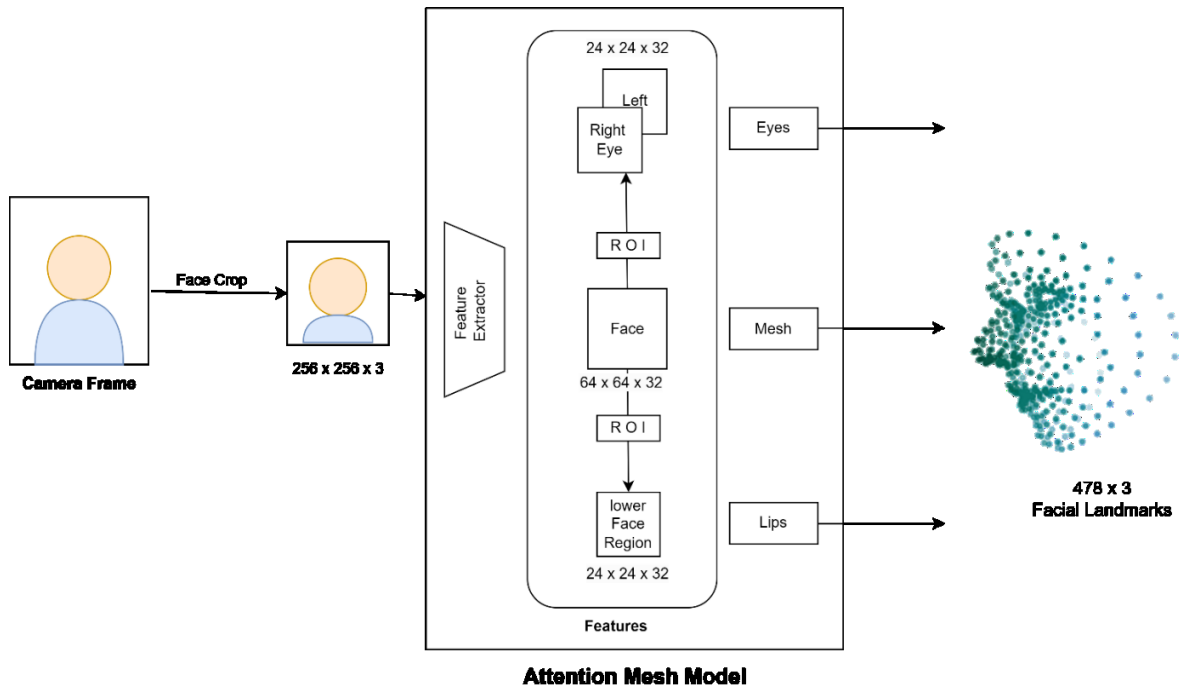 Camera Frame
Face Crop
256 x 256 x 3
Feature
Extractor
24 x 24 x 32
Left
Right
Eye
R O I
Face
64 x 64 x 32
R O I
lower
Face
Region
24 x 24 x 32
Features
Eyes
Mesh
Lips
Attention Mesh Model
478 x 3
Facial Landmarks